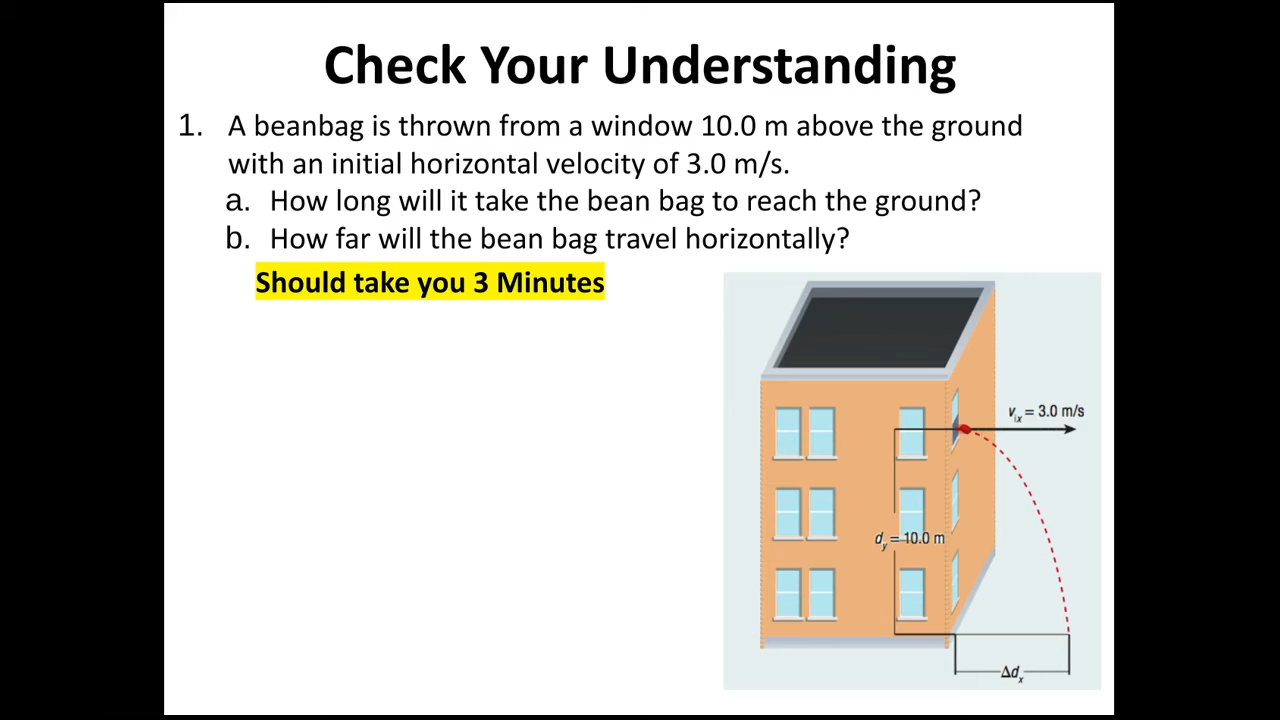 Check Your Understanding
1. A beanbag is thrown from a window 10.0 m above the ground
with an initial horizontal velocity of 3.0 m/s.
a. How long will it take the bean bag to reach the ground?
b. How far will the bean bag travel horizontally?
Should take you 3 Minutes
vix = 3.0 m/s
dy = 10.0 m
Δdx